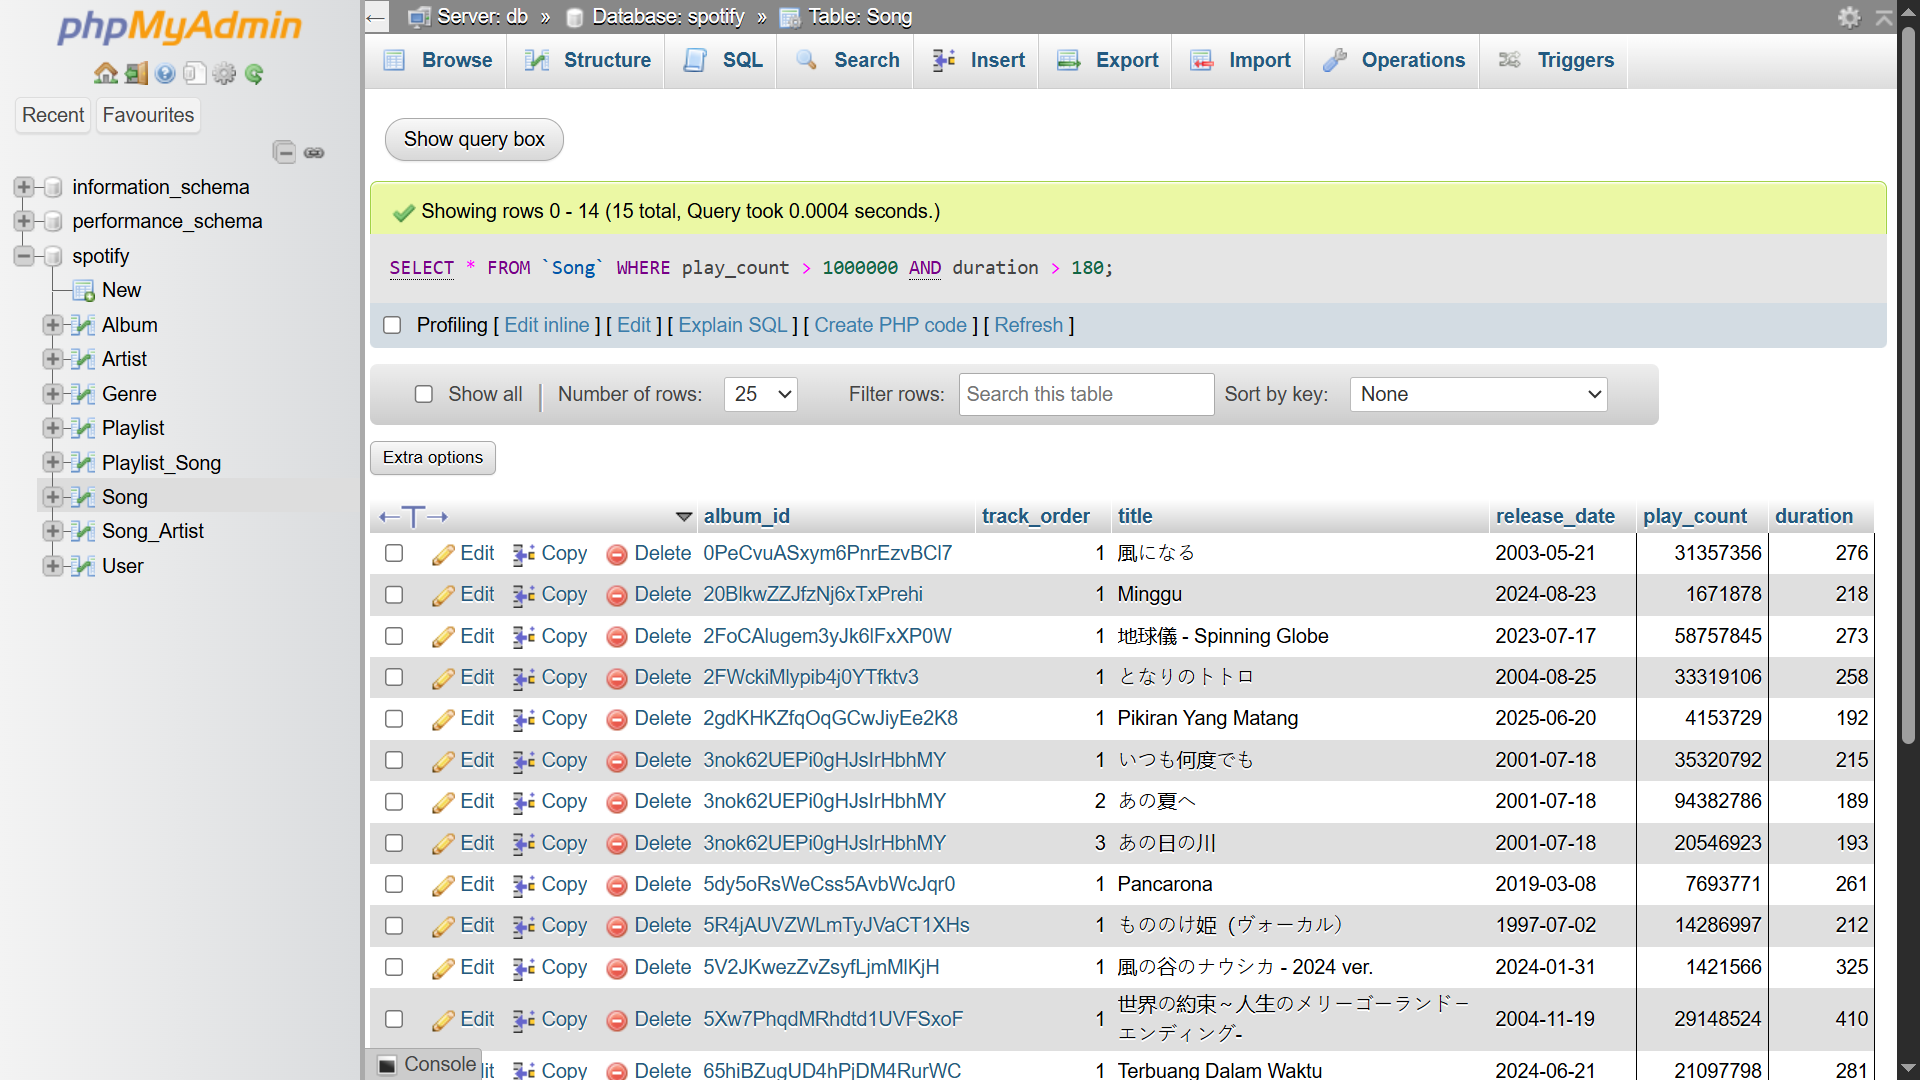 phpMyAdmin
Recent Favourites
information_schema
performance_schema
spotify
New
Album
Artist
Genre
Playlist
Playlist_Song
Song
Song_Artist
User
Server: db » Database: spotify » Table: Song
Browse Structure SQL Search Insert Export Import Operations Triggers
Show query box
Showing rows 0 - 14 (15 total, Query took 0.0004 seconds.)
SELECT * FROM `Song` WHERE play_count > 1000000 AND duration > 180;
Profiling [ Edit inline ] [ Edit ] [ Explain SQL ] [ Create PHP code ] [ Refresh ]
Show all Number of rows: 25 Filter rows: Search this table Sort by key: None
Extra options
album_id track_order title release_date play_count duration
Edit Copy Delete 0PeCvuASxym6PnrEzvBCl7 1 風になる 2003-05-21 31357356 276
Edit Copy Delete 20BlkwZZJfzNj6xTxPrehi 1 Minggu 2024-08-23 1671878 218
Edit Copy Delete 2FoCAlugem3yJk6lFxXP0W 1 地球儀 - Spinning Globe 2023-07-17 58757845 273
Edit Copy Delete 2FWckiMlypib4j0YTfktv3 1 となりのトトロ 2004-08-25 33319106 258
Edit Copy Delete 2gdKHKZfqOqGCwJiyEe2K8 1 Pikiran Yang Matang 2025-06-20 4153729 192
Edit Copy Delete 3nok62UEPi0gHJsIrHbhMY 1 いつも何度でも 2001-07-18 35320792 215
Edit Copy Delete 3nok62UEPi0gHJsIrHbhMY 2 あの夏へ 2001-07-18 94382786 189
Edit Copy Delete 3nok62UEPi0gHJsIrHbhMY 3 あの日の川 2001-07-18 20546923 193
Edit Copy Delete 5dy5oRsWeCss5AvbWcJqr0 1 Pancarona 2019-03-08 7693771 261
Edit Copy Delete 5R4jAUVZWLmTyJVaCT1XHs 1 もののけ姫（ヴォーカル） 1997-07-02 14286997 212
Edit Copy Delete 5V2JKwezZvZsyfLjmMlKjH 1 風の谷のナウシカ - 2024 ver. 2024-01-31 1421566 325
Edit Copy Delete 5Xw7PhqdMRhdtd1UVFSxoF 1 世界の約束～人生のメリーゴーランド－
エンディング- 2004-11-19 29148524 410
Console
Copy Delete 65hiBZugUD4hPjDM4RurWC 1 Terbuang Dalam Waktu 2024-06-21 21097798 281